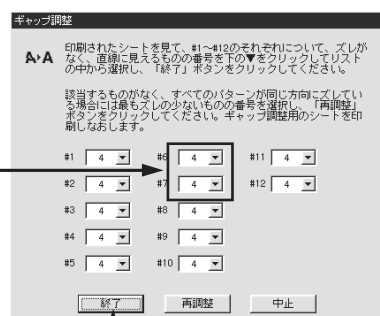 ギャップ調整
A▶A
印刷されたシートを見て、#1~#12のそれぞれについて、ズレが
なく、直線に見えるものの番号を下の▼をクリックしてリスト
の中から選択し、「終了」ボタンをクリックしてください。
該当するものがなく、すべてのパターンが同じ方向にズレてい
る場合には最もズレの少ないものの番号を選択し、「再調整」
ボタンをクリックしてください。ギャップ調整用のシートを印
刷しなおします。
#1 4 #6 4 #11 4
#2 4 #7 4 #12 4
#3 4 #8 4
#4 4 #9 4
#5 4 #10 4
終了 再調整 中止